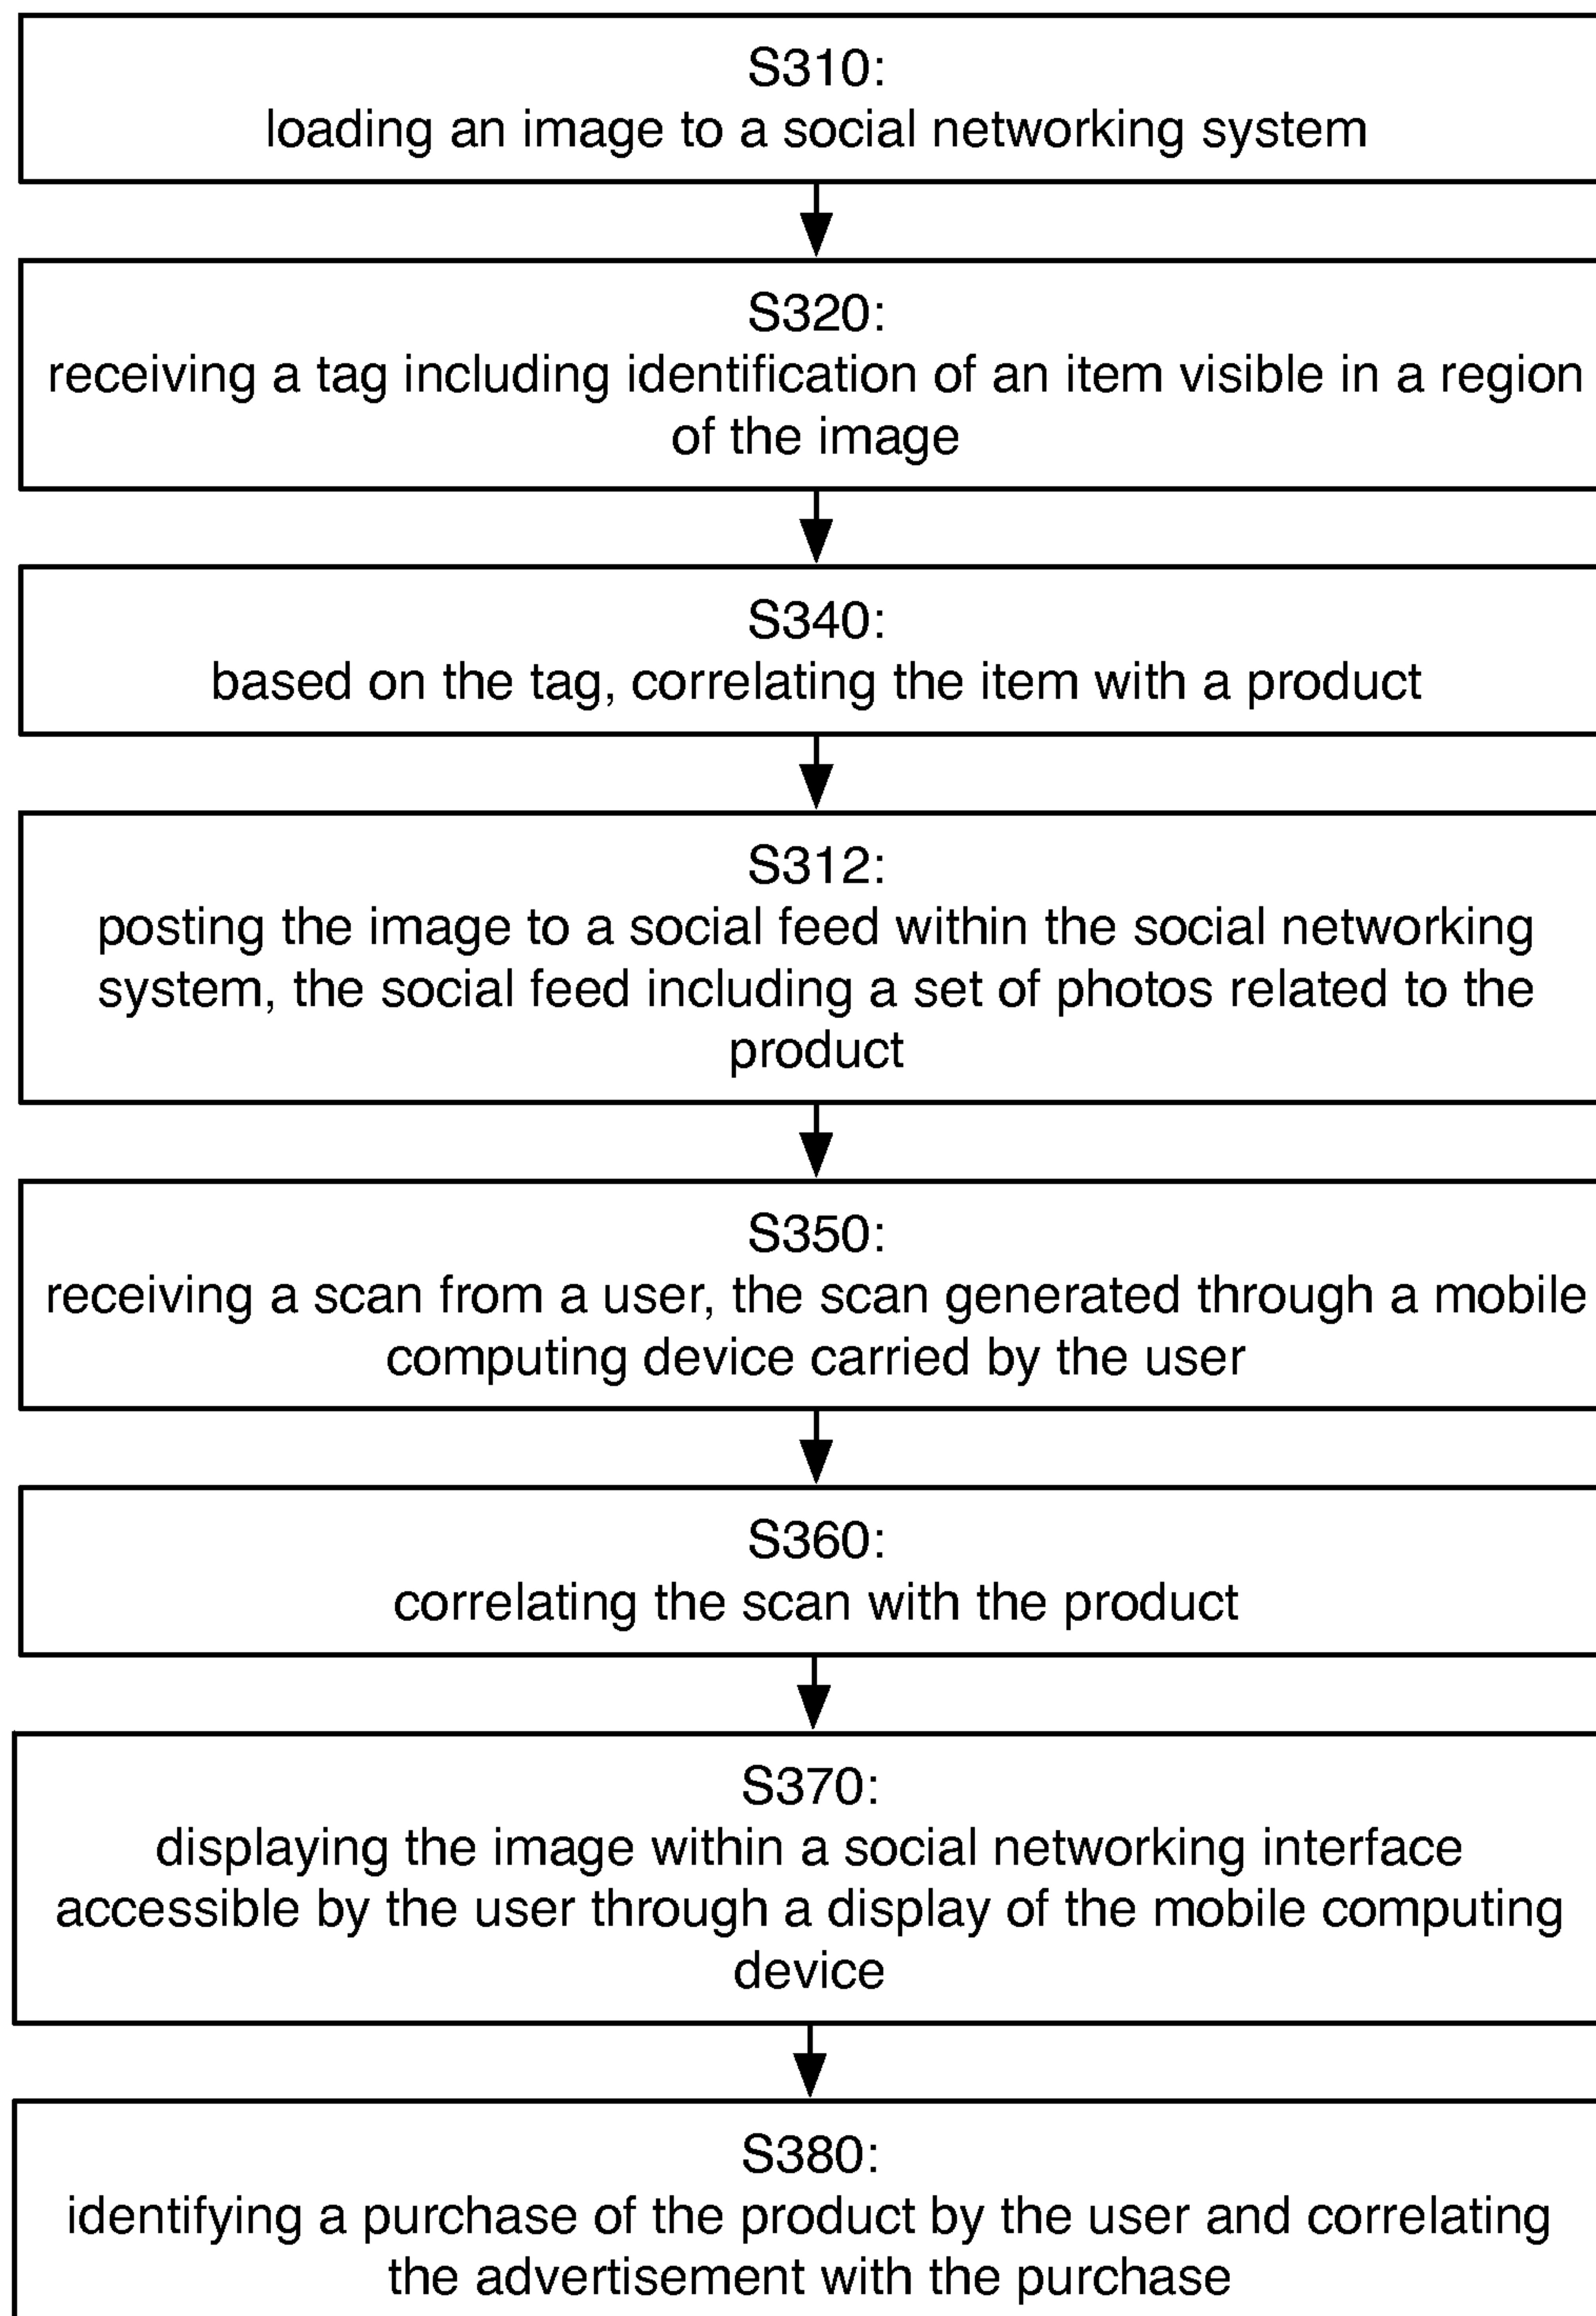 S310:
loading an image to a social networking system
S320:
receiving a tag including identification of an item visible in a region
of the image
S340:
based on the tag, correlating the item with a product
S312:
posting the image to a social feed within the social networking
system, the social feed including a set of photos related to the
product
S350:
receiving a scan from a user, the scan generated through a mobile
computing device carried by the user
S360:
correlating the scan with the product
S370:
displaying the image within a social networking interface
accessible by the user through a display of the mobile computing
device
S380:
identifying a purchase of the product by the user and correlating
the advertisement with the purchase